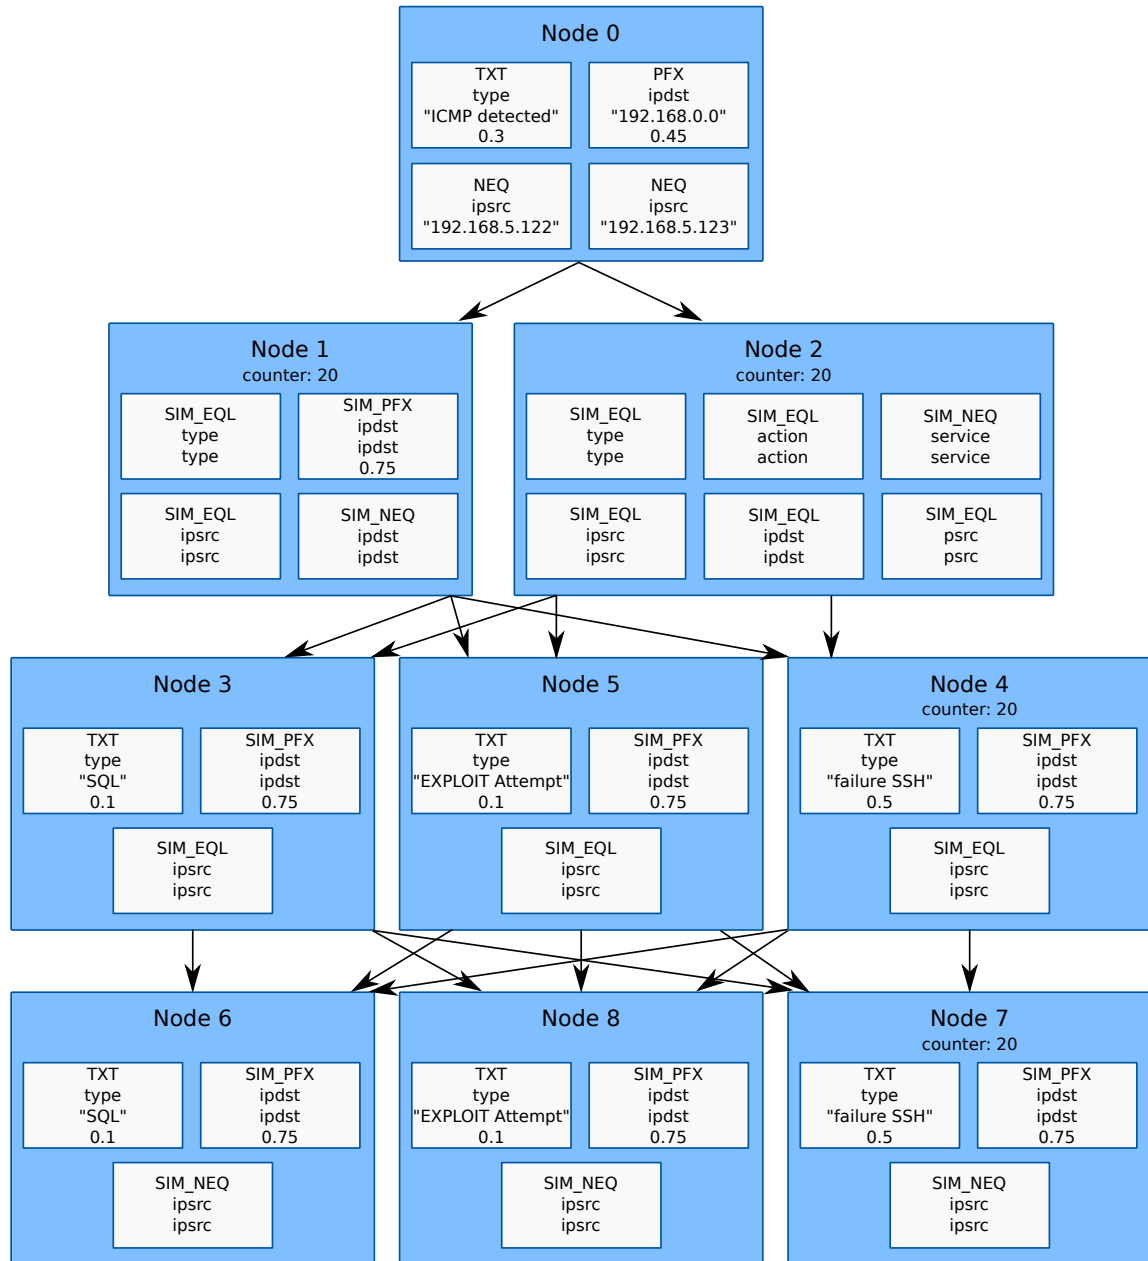 Node 0
TXT
type
"ICMP detected"
0.3
PFX
ipdst
"192.168.0.0"
0.45
NEQ
ipsrc
"192.168.5.122"
NEQ
ipsrc
"192.168.5.123"
Node 1
counter: 20
SIM_EQL
type
type
SIM_PFX
ipdst
ipdst
0.75
SIM_EQL
ipsrc
ipsrc
SIM_NEQ
ipdst
ipdst
Node 2
counter: 20
SIM_EQL
type
type
SIM_EQL
action
action
SIM_NEQ
service
service
SIM_EQL
ipsrc
ipsrc
SIM_EQL
ipdst
ipdst
SIM_EQL
psrc
psrc
Node 3
TXT
type
"SQL"
0.1
SIM_PFX
ipdst
ipdst
0.75
SIM_EQL
ipsrc
ipsrc
Node 5
TXT
type
"EXPLOIT Attempt"
0.1
SIM_PFX
ipdst
ipdst
0.75
SIM_EQL
ipsrc
ipsrc
Node 4
counter: 20
TXT
type
"failure SSH"
0.5
SIM_PFX
ipdst
ipdst
0.75
SIM_EQL
ipsrc
ipsrc
Node 6
TXT
type
"SQL"
0.1
SIM_PFX
ipdst
ipdst
0.75
SIM_NEQ
ipsrc
ipsrc
Node 8
TXT
type
"EXPLOIT Attempt"
0.1
SIM_PFX
ipdst
ipdst
0.75
SIM_NEQ
ipsrc
ipsrc
Node 7
counter: 20
TXT
type
"failure SSH"
0.5
SIM_PFX
ipdst
ipdst
0.75
SIM_NEQ
ipsrc
ipsrc